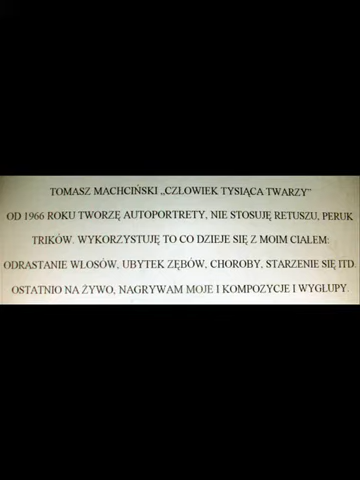 TOMASZ MACHCIŃSKI „CZŁOWIEK TYSIĄCA TWARZY”
OD 1966 ROKU TWORZĘ AUTOPORTRETY, NIE STOSUJĘ RETUSZU, PERUK
TRIKÓW. WYKORZYSTUJĘ TO CO DZIEJE SIĘ Z MOIM CIAŁEM:
ODRASTANIE WŁOSÓW, UBYTEK ZĘBÓW, CHOROBY, STARZENIE SIĘ ITD.
OSTATNIO NA ŻYWO, NAGRYWAM MOJE I KOMPOZYCJE I WYGŁUPY.